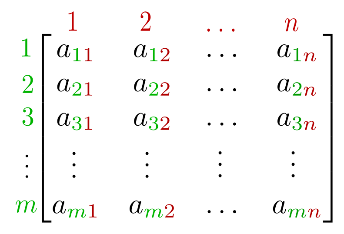 1 2 … n
1 a₁₁ a₁₂ … a₁ₙ
2 a₂₁ a₂₂ … a₂ₙ
3 a₃₁ a₃₂ … a₃ₙ
⋮ ⋮ ⋮ ⋮ ⋮
m aₘ₁ aₘ₂ … aₘₙ